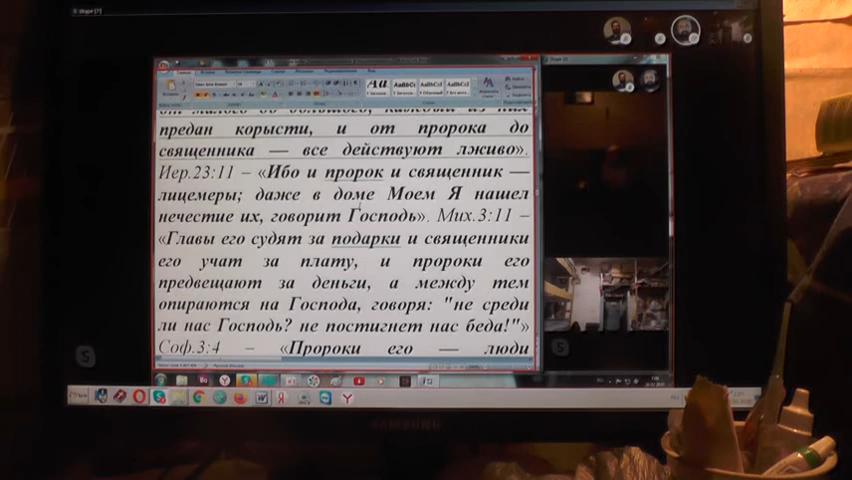 предан корысти, и от пророка до
священника — все действуют лживо».
Иер.23:11 – «Ибо и пророк и священник —
лицемеры; даже в доме Моем Я нашел
нечестие их, говорит Господь». Мих.3:11 –
«Главы его судят за подарки и священники
его учат за плату, и пророки его
предвещают за деньги, а между тем
опираются на Господа, говоря: "не среди
ли нас Господь? не постигнет нас беда!"»
Соф.3:4 – «Пророки его — люди
SAMSUNG